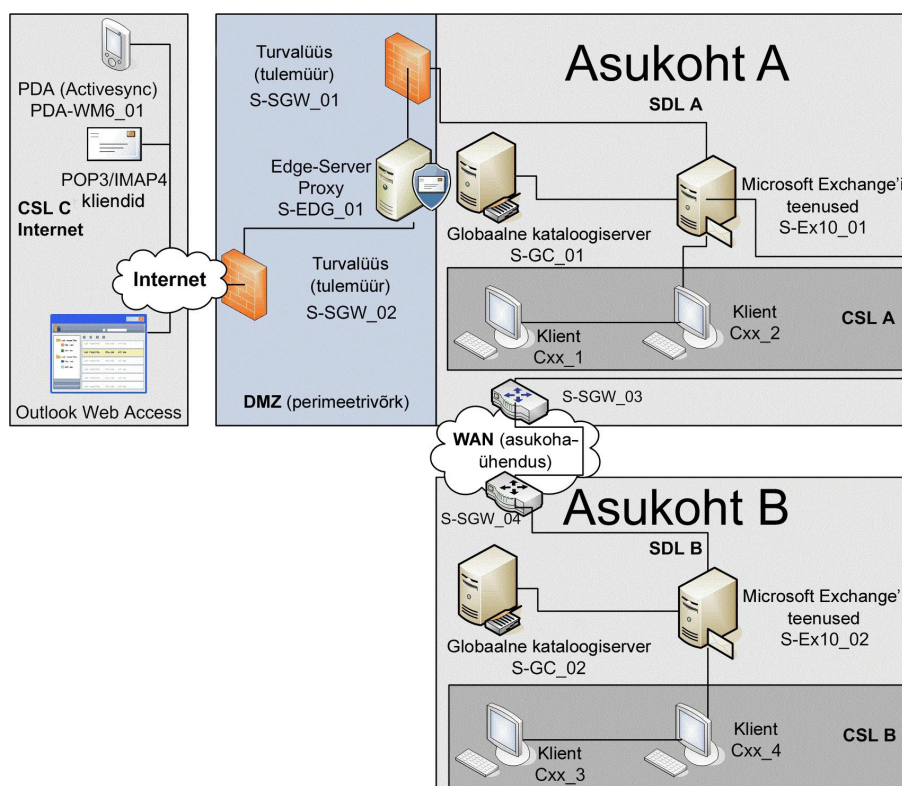 PDA (Activesync)
PDA-WM6_01
POP3/IMAP4
kliendid
CSL C
Internet
Internet
Outlook Web Access
Turvalüüs
(tulemüür)
S-SGW_01
Edge-Server
Proxy
S-EDG_01
Turvalüüs
(tulemüür)
S-SGW_02
DMZ (perimeetrivõrk)
Asukoht A
SDL A
Globaalne kataloogiserver
S-GC_01
Microsoft Exchange'i
teenused
S-Ex10_01
Klient
Cxx_1
Klient
Cxx_2
CSL A
S-SGW_03
WAN (asukoha-
ühendus)
S-SGW_04
Asukoht B
SDL B
Globaalne kataloogiserver
S-GC_02
Microsoft Exchange'
teenused
S-Ex10_02
Klient
Cxx_3
Klient
Cxx_4
CSL B